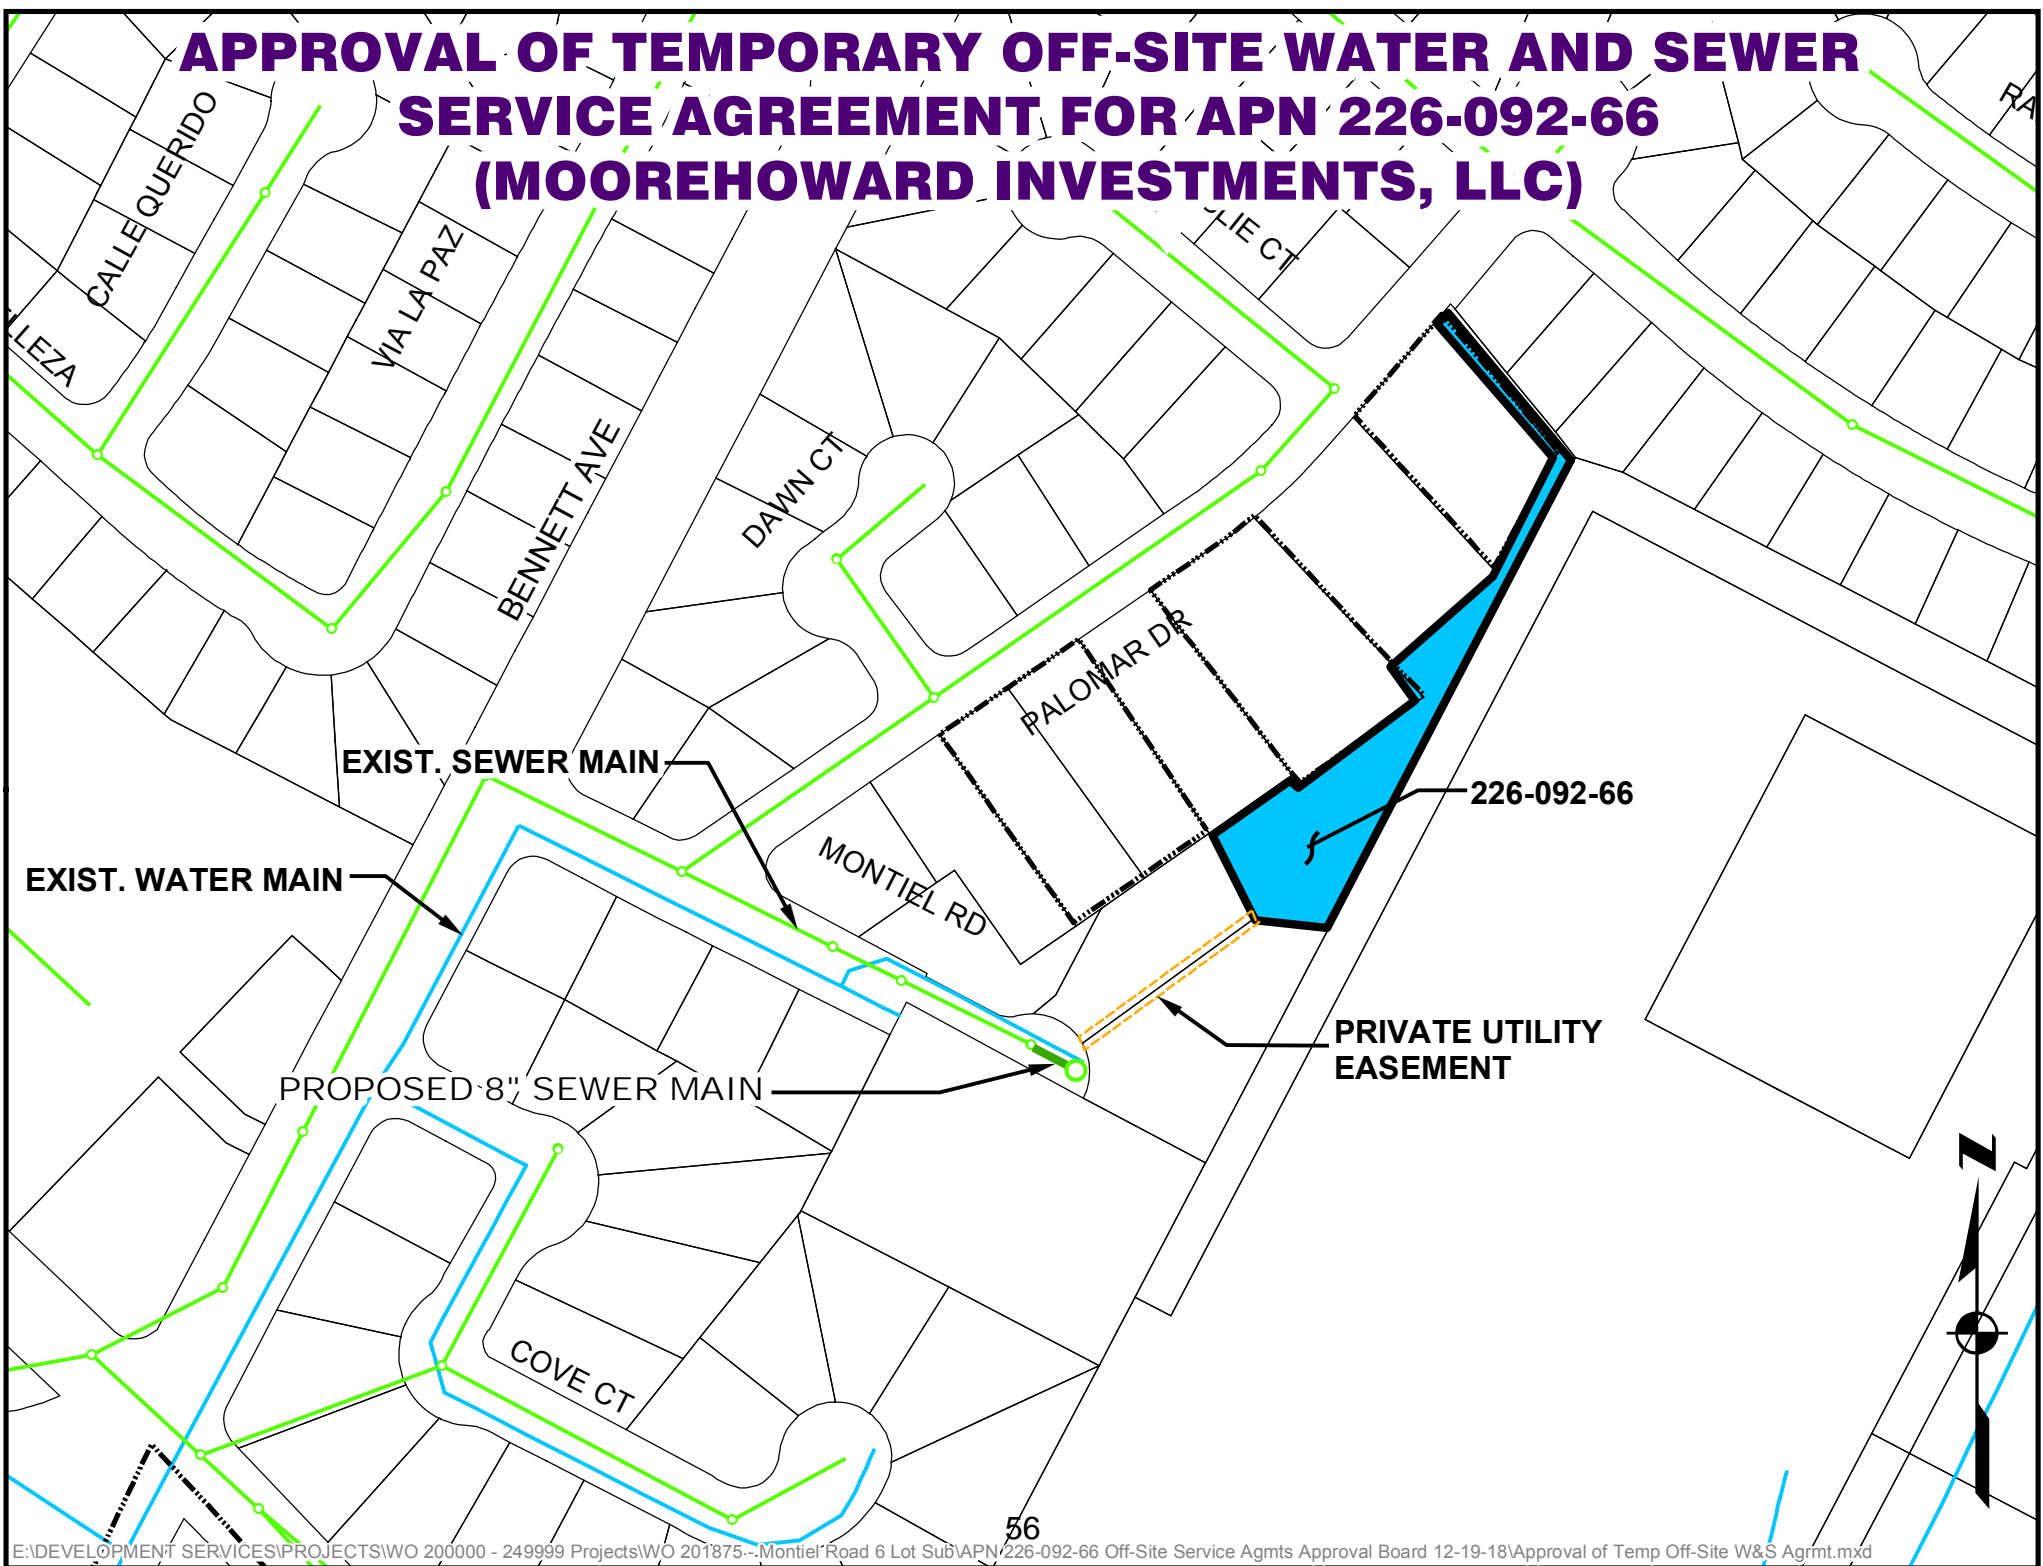 APPROVAL OF TEMPORARY OFF-SITE WATER AND SEWER
SERVICE AGREEMENT FOR APN 226-092-66
(MOOREHOWARD INVESTMENTS, LLC)
CALLE QUERIDO
VIA LA PAZ
LLEZA
BENNETT AVE
DAWN CT
LIE CT
RA
PALOMAR DR
MONTIEL RD
EXIST. SEWER MAIN
226-092-66
EXIST. WATER MAIN
PRIVATE UTILITY
EASEMENT
PROPOSED 8" SEWER MAIN
COVE CT
N
56
E:\DEVELOPMENT SERVICES\PROJECTS\WO 200000 - 249999 Projects\WO 201875 - Montiel Road 6 Lot Sub\APN 226-092-66 Off-Site Service Agmts Approval Board 12-19-18\Approval of Temp Off-Site W&S Agrmt.mxd